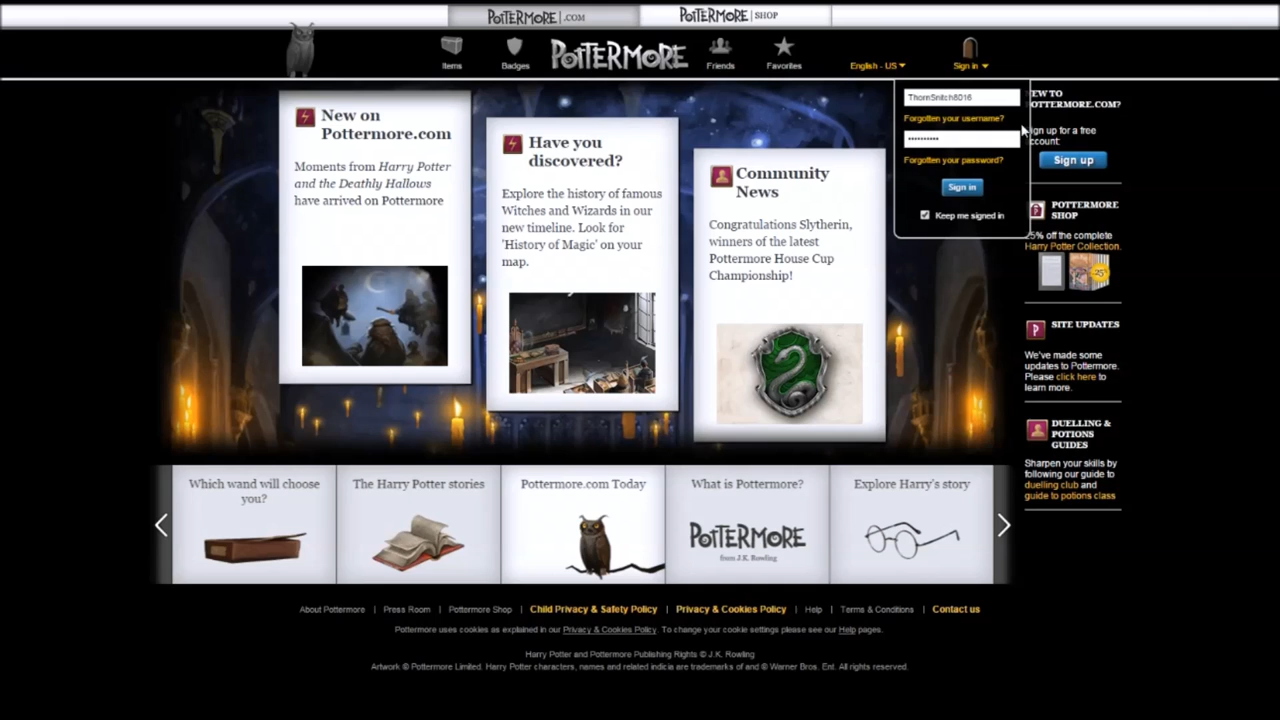 POTTERMORE | .COM
POTTERMORE | SHOP
Items
Badges
POTTERMORE
Friends
Favorites
English - US
Sign in
New on
Pottermore.com
Moments from Harry Potter
and the Deathly Hallows
have arrived on Pottermore
Have you
discovered?
Explore the history of famous
Witches and Wizards in our
new timeline. Look for
'History of Magic' on your
map.
Community
News
Congratulations Slytherin,
winners of the latest
Pottermore House Cup
Championship!
ThornSnitch8016
Forgotten your username?
••••••••••
Forgotten your password?
Sign in
Keep me signed in
EW TO
OTTERMORE.COM?
ign up for a free
ccount:
Sign up
POTTERMORE
SHOP
5% off the complete
Harry Potter Collection.
25
SITE UPDATES
We've made some
updates to Pottermore.
Please click here to
learn more.
DUELLING &
POTIONS
GUIDES
Sharpen your skills by
following our guide to
duelling club and
guide to potions class
Which wand will choose
you?
The Harry Potter stories
Pottermore.com Today
What is Pottermore?
POTTERMORE
from J.K. Rowling
Explore Harry's story
About Pottermore | Press Room | Pottermore Shop | Child Privacy & Safety Policy | Privacy & Cookies Policy | Help | Terms & Conditions | Contact us
Pottermore uses cookies as explained in our Privacy & Cookies Policy. To change your cookie settings please see our Help pages.
Harry Potter and Pottermore Publishing Rights © J.K. Rowling
Artwork © Pottermore Limited. Harry Potter characters, names and related indicia are trademarks of and © Warner Bros. Ent. All rights reserved.